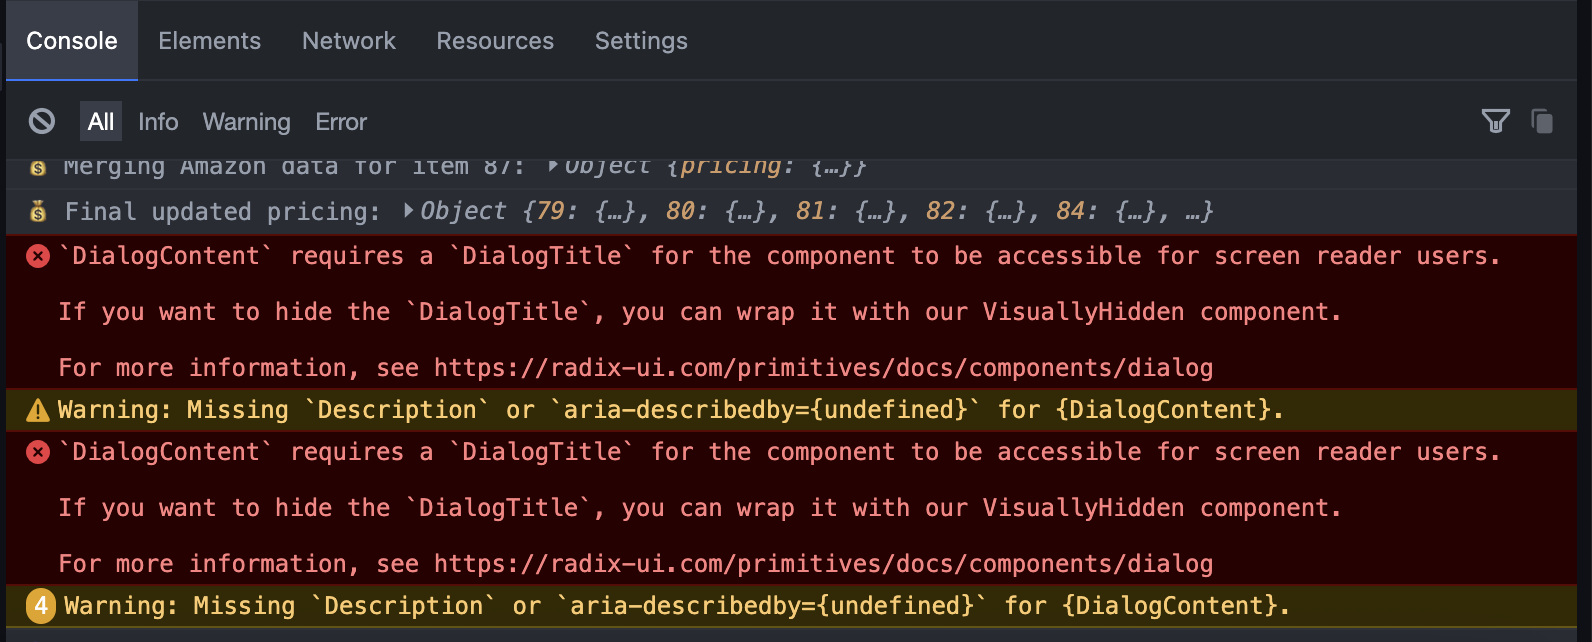 Console Elements Network Resources Settings
All Info Warning Error
💰 Merging Amazon data for item 87: ▶Object {pricing: {…}}
💰 Final updated pricing: ▶Object {79: {…}, 80: {…}, 81: {…}, 82: {…}, 84: {…}, …}
`DialogContent` requires a `DialogTitle` for the component to be accessible for screen reader users.
If you want to hide the `DialogTitle`, you can wrap it with our VisuallyHidden component.
For more information, see https://radix-ui.com/primitives/docs/components/dialog
Warning: Missing `Description` or `aria-describedby={undefined}` for {DialogContent}.
`DialogContent` requires a `DialogTitle` for the component to be accessible for screen reader users.
If you want to hide the `DialogTitle`, you can wrap it with our VisuallyHidden component.
For more information, see https://radix-ui.com/primitives/docs/components/dialog
4 Warning: Missing `Description` or `aria-describedby={undefined}` for {DialogContent}.